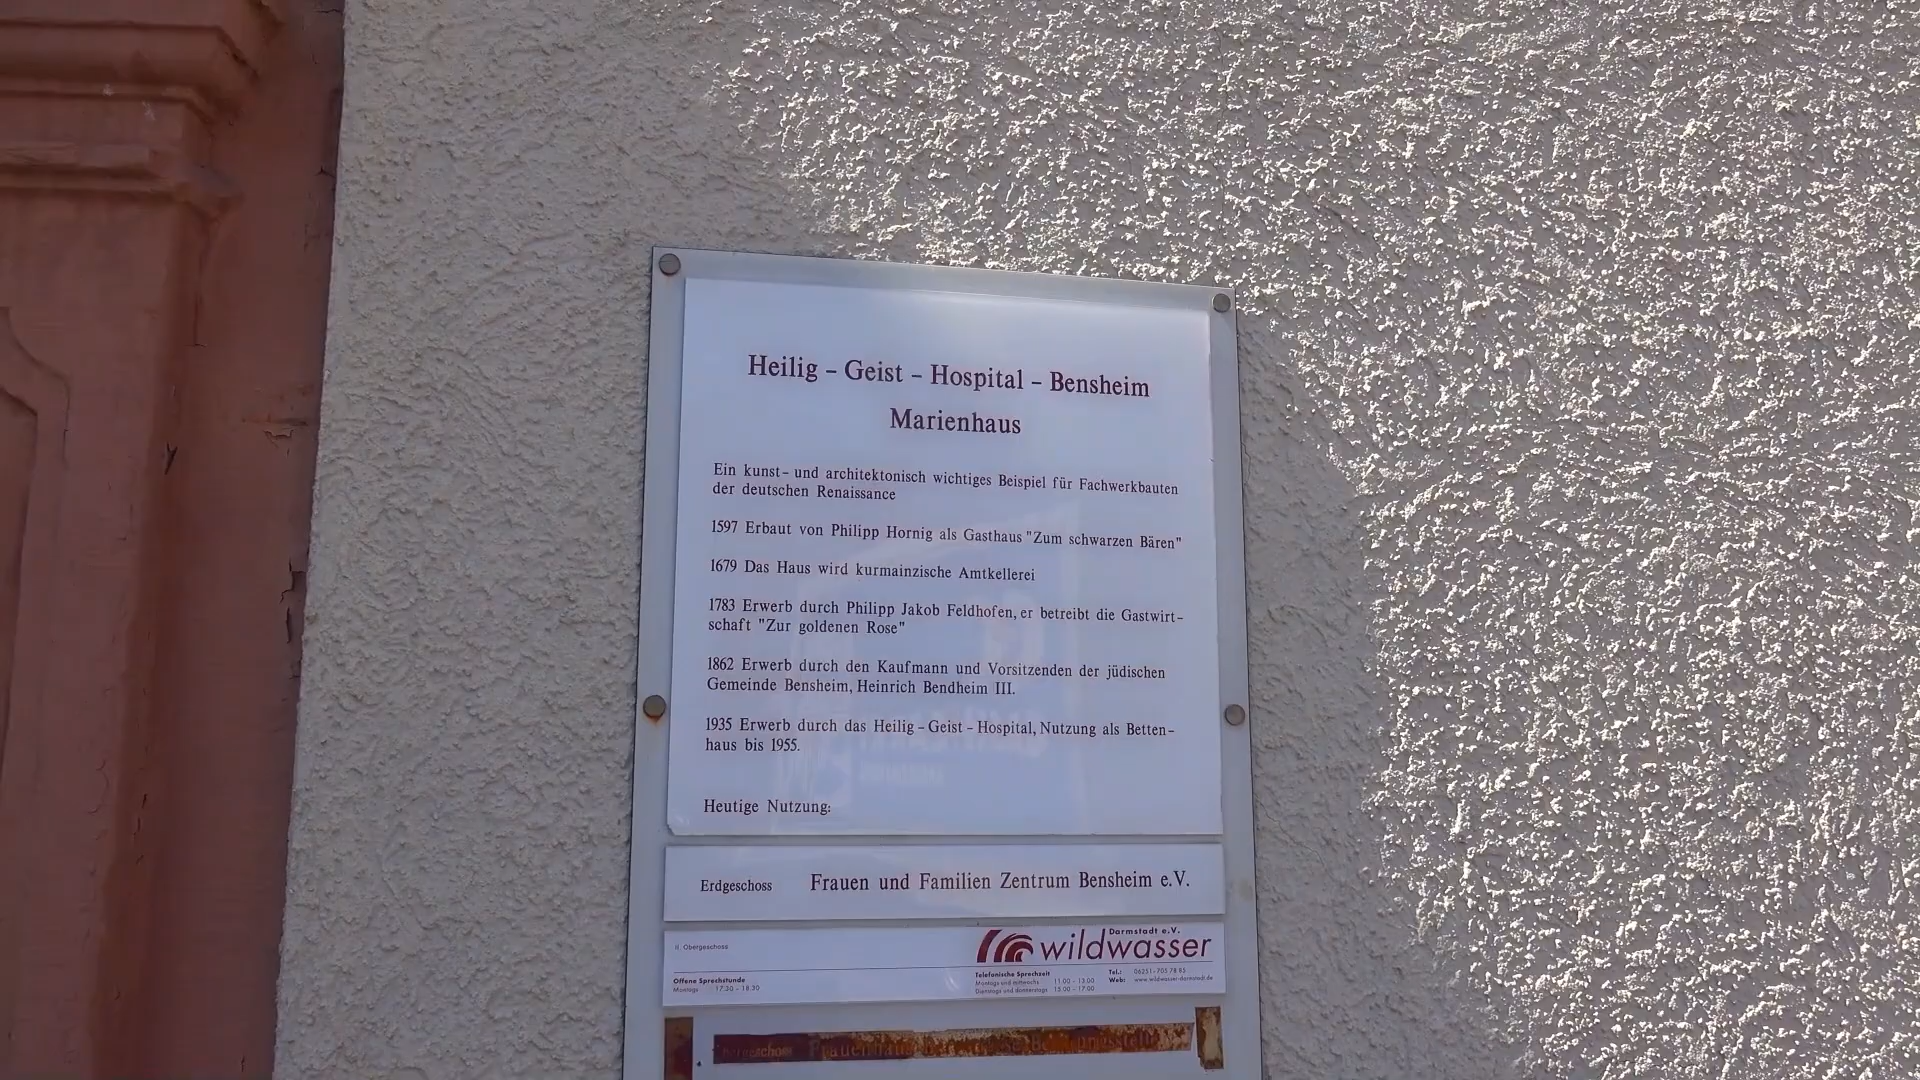 Heilig - Geist - Hospital - Bensheim
Marienhaus
Ein kunst- und architektonisch wichtiges Beispiel für Fachwerkbauten
der deutschen Renaissance
1597 Erbaut von Philipp Hornig als Gasthaus "Zum schwarzen Bären"
1679 Das Haus wird kurmainzische Amtkellerei
1783 Erwerb durch Philipp Jakob Feldhofen, er betreibt die Gastwirt-
schaft "Zur goldenen Rose"
1862 Erwerb durch den Kaufmann und Vorsitzenden der jüdischen
Gemeinde Bensheim, Heinrich Bendheim III.
1935 Erwerb durch das Heilig - Geist - Hospital, Nutzung als Betten-
haus bis 1955.
Heutige Nutzung:
Erdgeschoss Frauen und Familien Zentrum Bensheim e.V.
II. Obergeschoss
Darmstadt e.V.
wildwasser
Offene Sprechstunde
Montags 17:30 - 18:30
Telefonische Sprechzeit
Montags und mittwochs 11:00 - 13:00
Dienstags und donnerstags 15:00 - 17:00
Tel.: 06251 - 705 78 85
Web: www.wildwasser-darmstadt.de